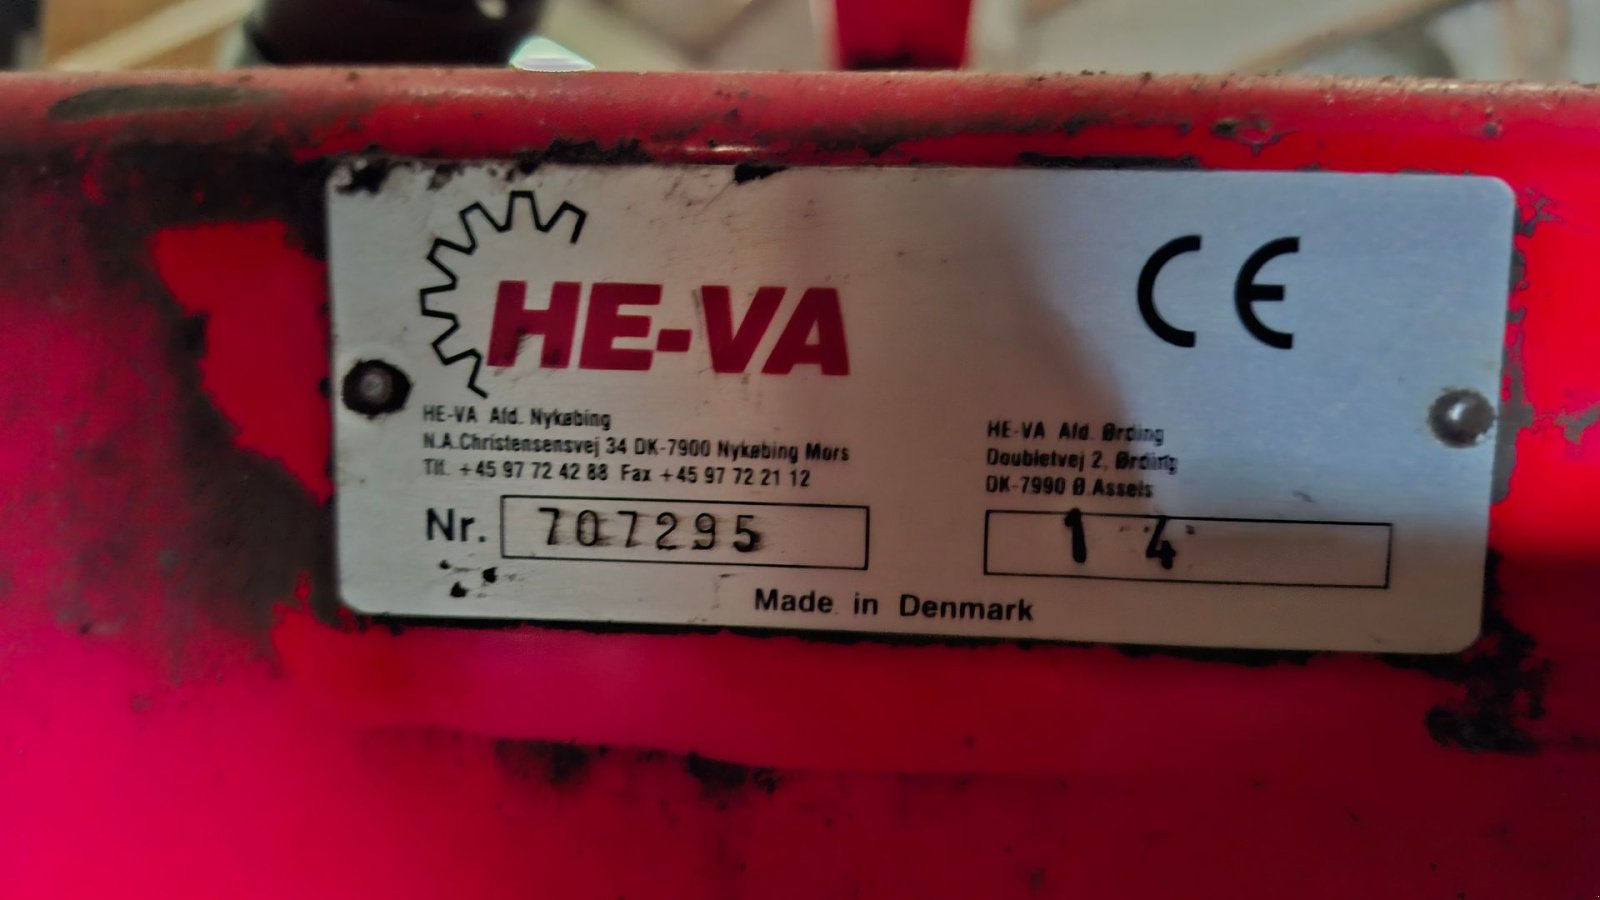 HE-VA
CE
HE-VA Afd. Nykøbing
N.A.Christensensvej 34 DK-7900 Nykøbing Mors
Tlf. +45 97 72 42 88 Fax +45 97 72 21 12
HE-VA Afd. Ørding
Doubletvej 2, Ørding
DK-7990 Ø.Assels
Nr. 707295
1 4
Made in Denmark